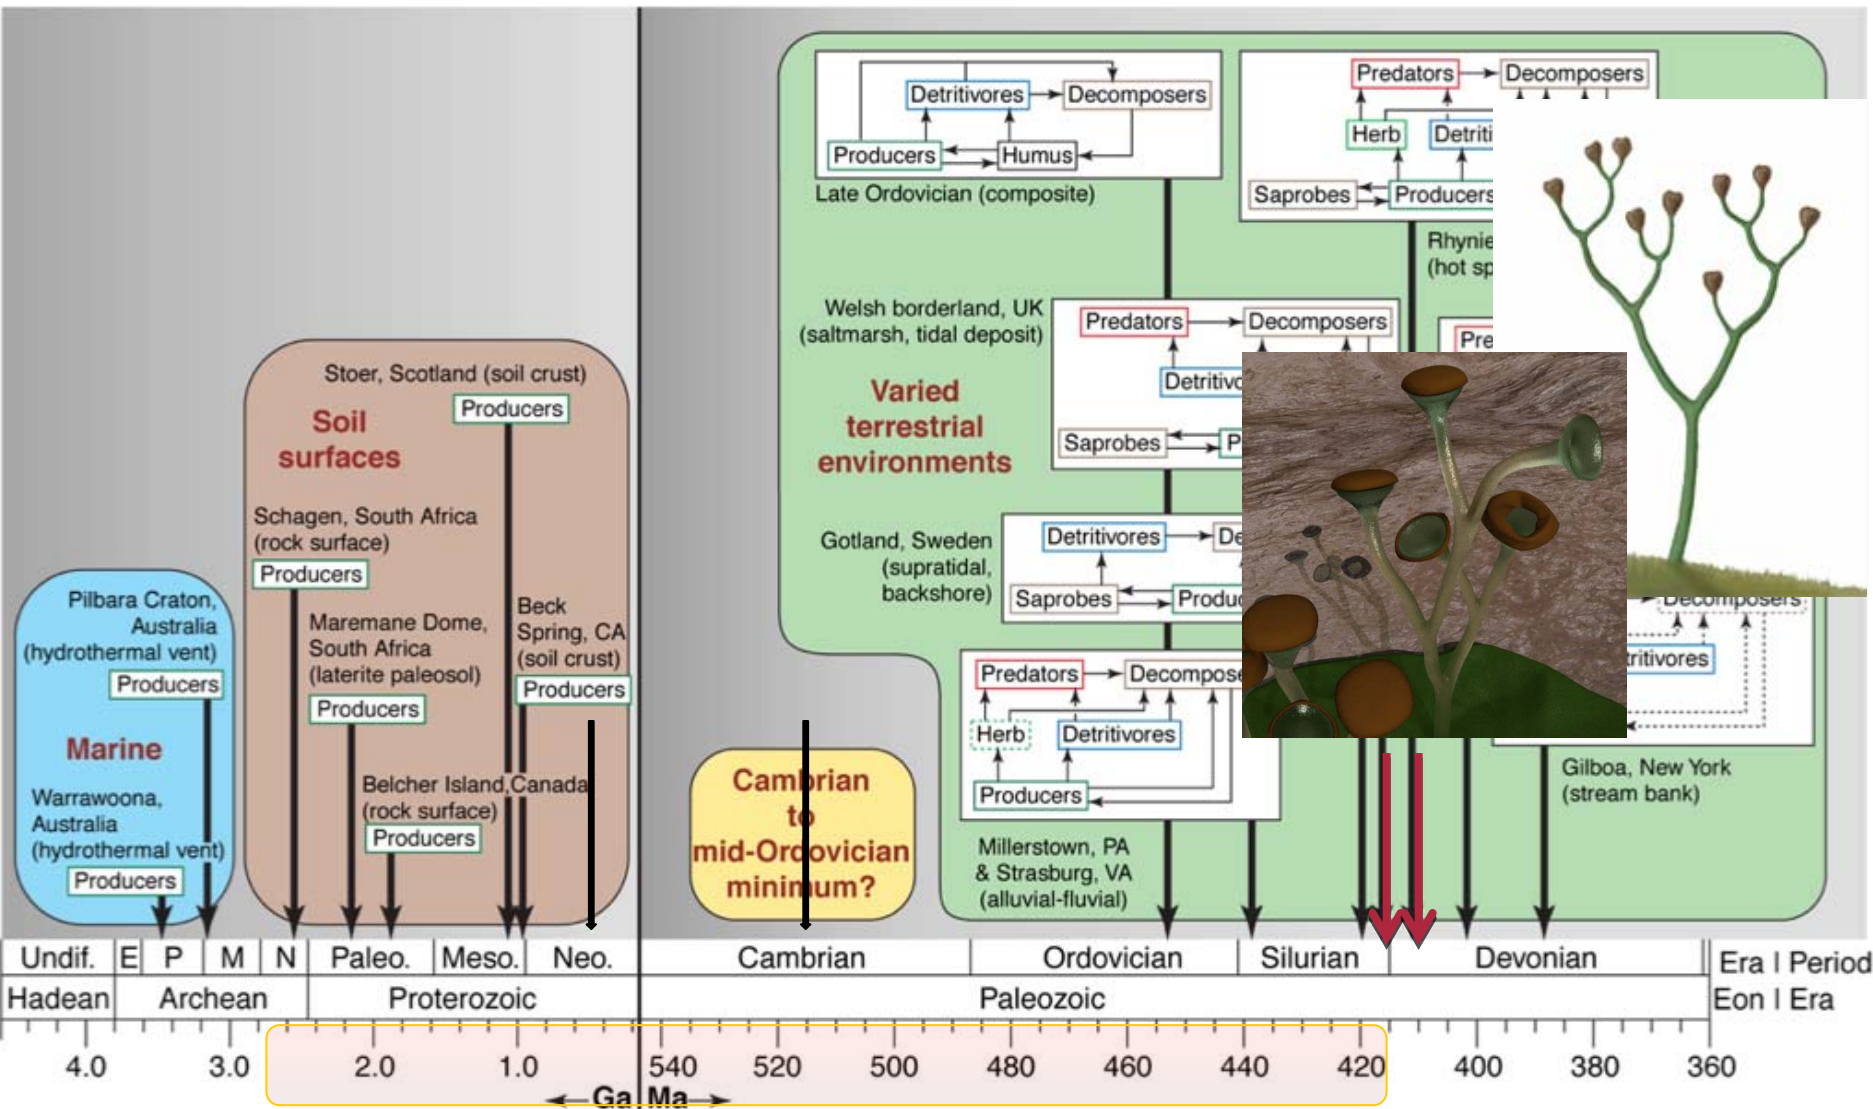 Detritivores
Decomposers
Producers
Humus
Late Ordovician (composite)
Predators
Decomposers
Herb
Saprobes
Producers
Welsh borderland, UK
(saltmarsh, tidal deposit)
Predators
Decomposers
Saprobes
Varied
terrestrial
environments
Gotland, Sweden
(supratidal,
backshore)
Detritivores
Saprobes
Predators
Herb
Detritivores
Producers
Millerstown, PA
& Strasburg, VA
(alluvial-fluvial)
Decomposers
Gilboa, New York
(stream bank)
Stoer, Scotland (soil crust)
Producers
Soil
surfaces
Schagen, South Africa
(rock surface)
Producers
Maremane Dome,
South Africa
(laterite paleosol)
Producers
Beck
Spring, CA
(soil crust)
Producers
Belcher Island, Canada
(rock surface)
Producers
Pilbara Craton,
Australia
(hydrothermal vent)
Producers
Marine
Warrawoona,
Australia
(hydrothermal vent)
Producers
Cambrian
to
mid-Ordovician
minimum?
Undif. E P M N Paleo. Meso. Neo. Cambrian Ordovician Silurian Devonian Era | Period
Hadean Archean Proterozoic Paleozoic Eon | Era
4.0 3.0 2.0 1.0 540 520 500 480 460 440 420 400 380 360
Ga Ma